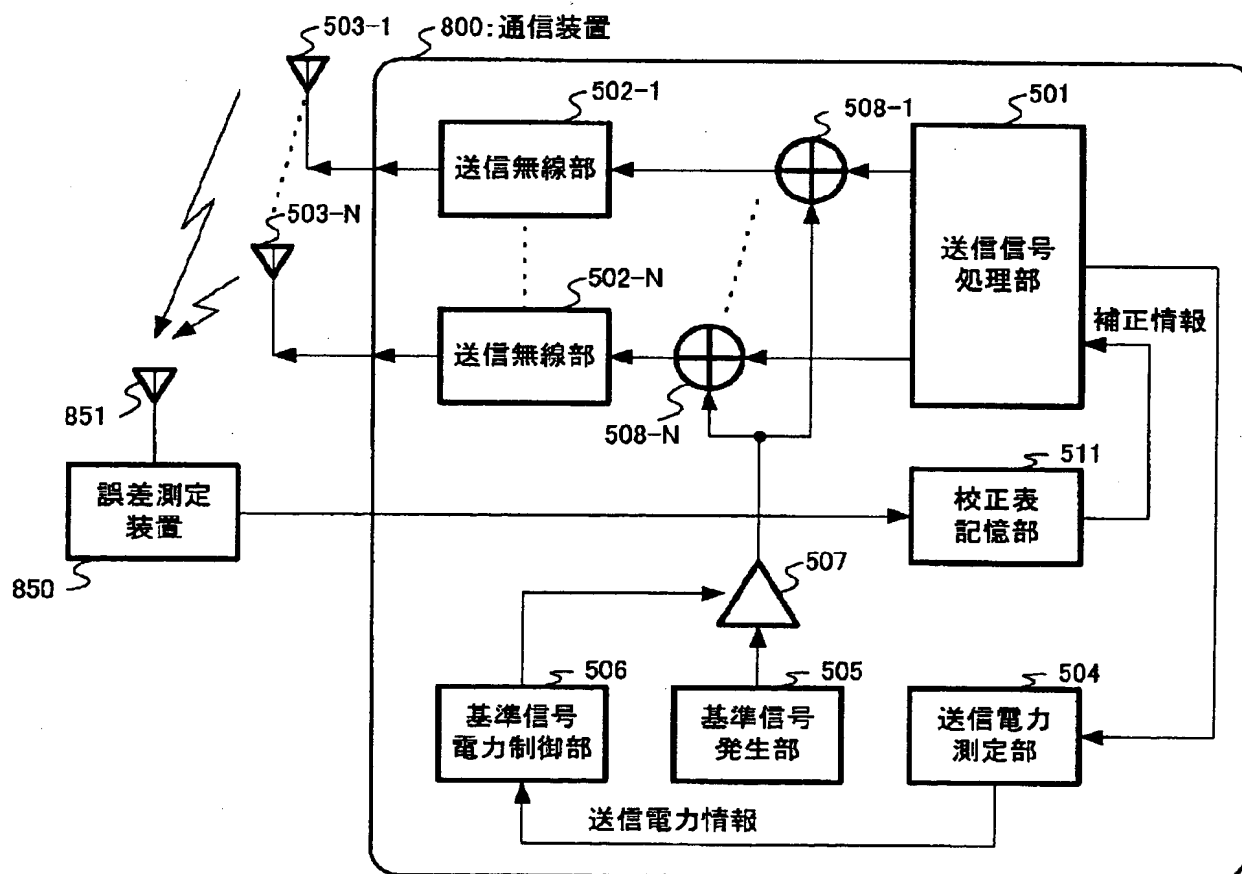 503-1
800:通信装置
502-1
508-1
501
送信無線部
503-N
送信信号
処理部
502-N
送信無線部
補正情報
851
508-N
511
誤差測定
装置
校正表
記憶部
850
507
506
505
504
基準信号
電力制御部
基準信号
発生部
送信電力
測定部
送信電力情報